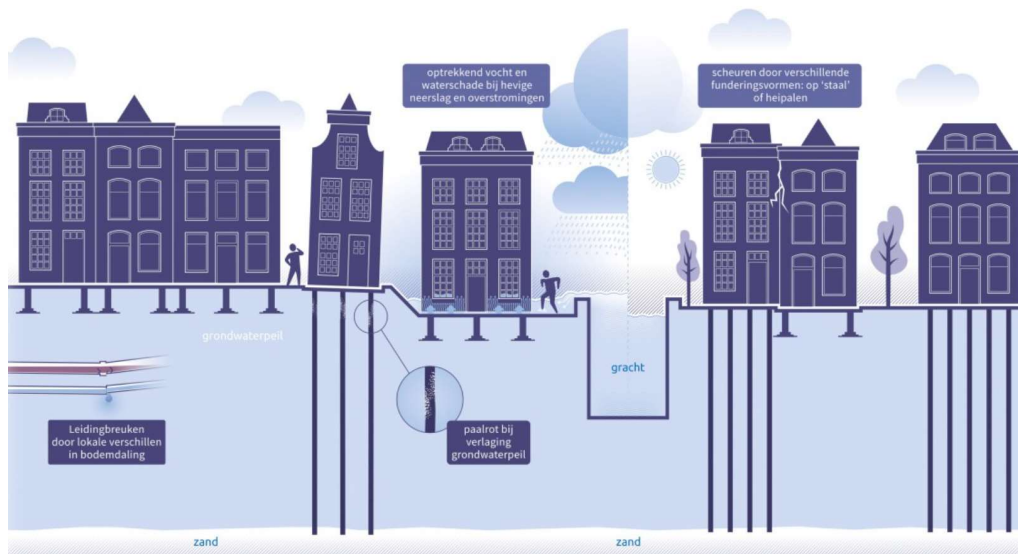 optrekkend vocht en
waterschade bij hevige
neerslag en overstromingen
scheuren door verschillende
funderingsvormen: op ‘staal’
of heipalen
grondwaterpeil
gracht
Leidingbreuken
door lokale verschillen
in bodemdaling
paalrot bij
verlaging
grondwaterpeil
zand
zand